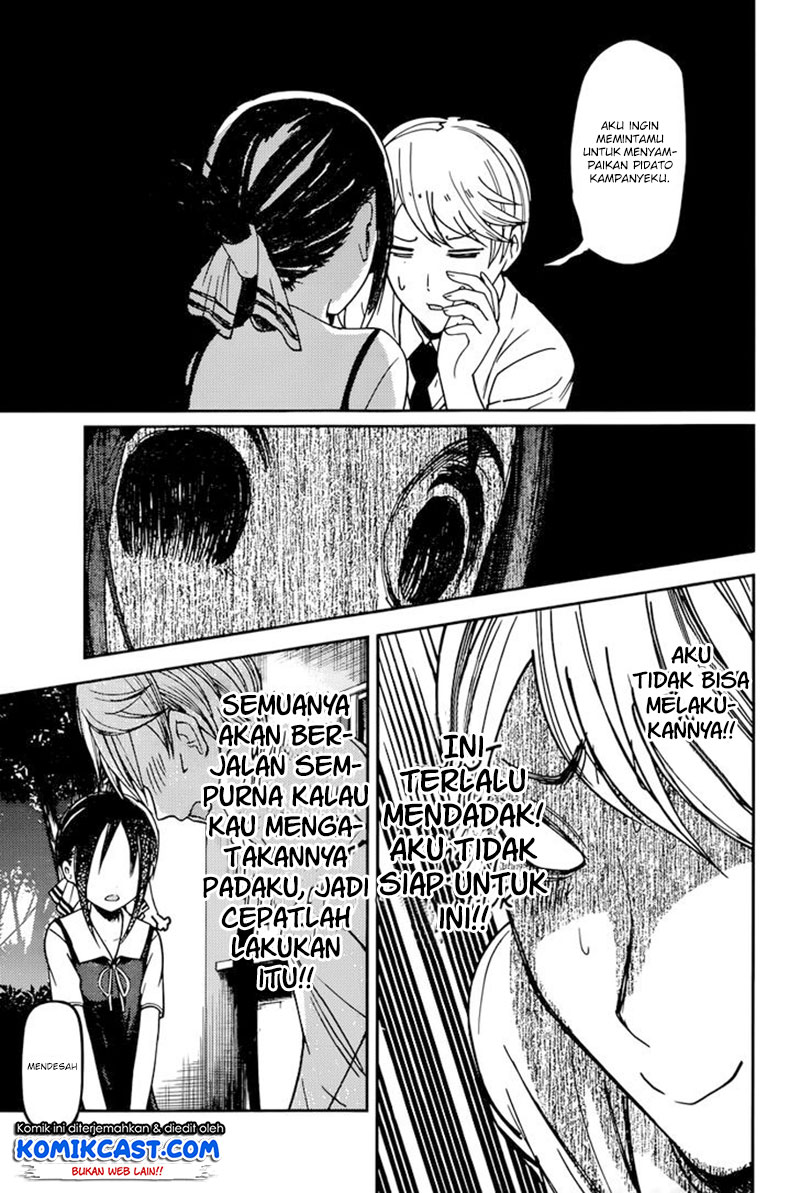 AKU INGIN
MEMINTAMU
UNTUK MENYAM-
PAIKAN PIDATO
KAMPANYEKU.
AKU
TIDAK BISA
MELAKU-
KANNYA!!
INI
TERLALU
MENDADAK!
AKU TIDAK
SIAP UNTUK
INI!!
SEMUANYA
AKAN BER-
JALAN SEM-
PURNA KALAU
KAU MENGA-
TAKANNYA
PADAKU, JADI
CEPATLAH
LAKUKAN
ITU!!
MENDESAH
Komik ini diterjemahkan & diedit oleh
KOMIKCAST.COM
BUKAN WEB LAIN!!